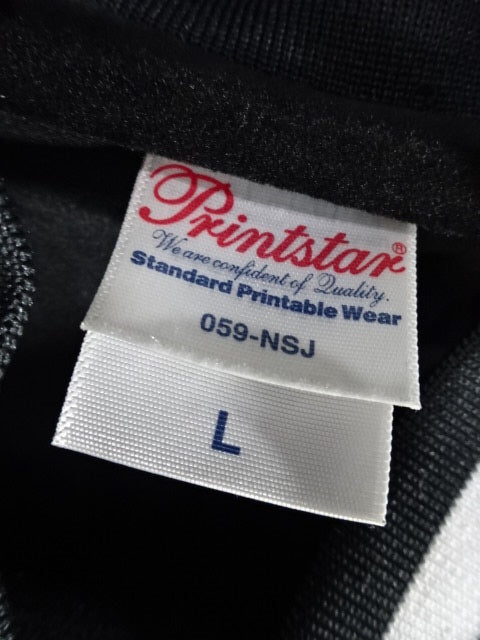 Printstar®
We are confident of Quality.
Standard Printable Wear
059-NSJ
L